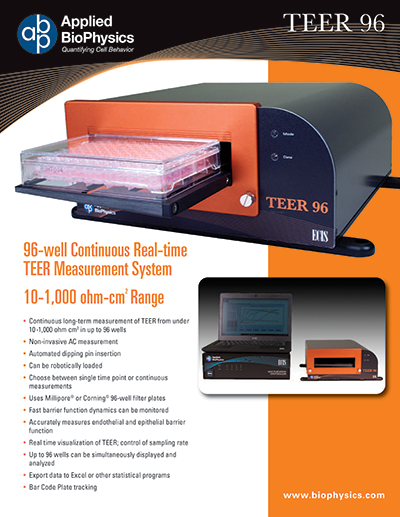 Applied
BioPhysics
Quantifying Cell Behavior
TEER 96
TEER 96
ECIS
Applied
BioPhysics
96-well Continuous Real-time
TEER Measurement System
10-1,000 ohm-cm² Range
• Continuous long-term measurement of TEER from under
10-1,000 ohm cm² in up to 96 wells
• Non-invasive AC measurement
• Automated dipping pin insertion
• Can be robotically loaded
• Choose between single time point or continuous
measurements
• Uses Millipore® or Corning® 96-well filter plates
• Fast barrier function dynamics can be monitored
• Accurately measures endothelial and epithelial barrier
function
• Real time visualization of TEER; control of sampling rate
• Up to 96 wells can be simultaneously displayed and
analyzed
• Export data to Excel or other statistical programs
• Bar Code Plate tracking
Applied
BioPhysics
TEER 96
www.biophysics.com